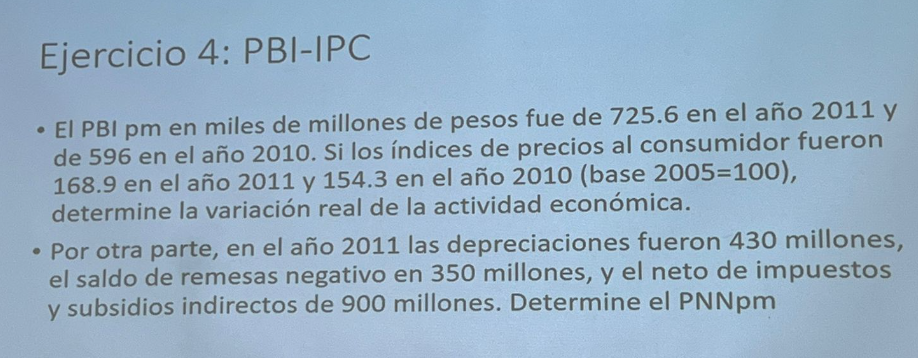 Ejercicio 4: PBI-IPC
• El PBI pm en miles de millones de pesos fue de 725.6 en el año 2011 y
de 596 en el año 2010. Si los índices de precios al consumidor fueron
168.9 en el año 2011 y 154.3 en el año 2010 (base 2005=100),
determine la variación real de la actividad económica.
• Por otra parte, en el año 2011 las depreciaciones fueron 430 millones,
el saldo de remesas negativo en 350 millones, y el neto de impuestos
y subsidios indirectos de 900 millones. Determine el PNNpm